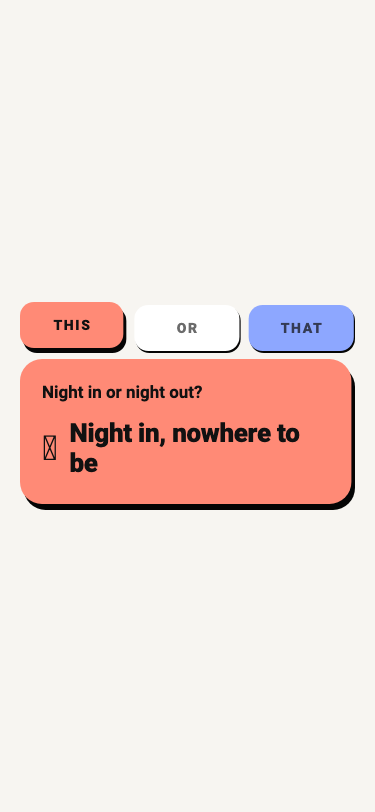 THIS
OR
THAT
Night in or night out?
Night in, nowhere to
be